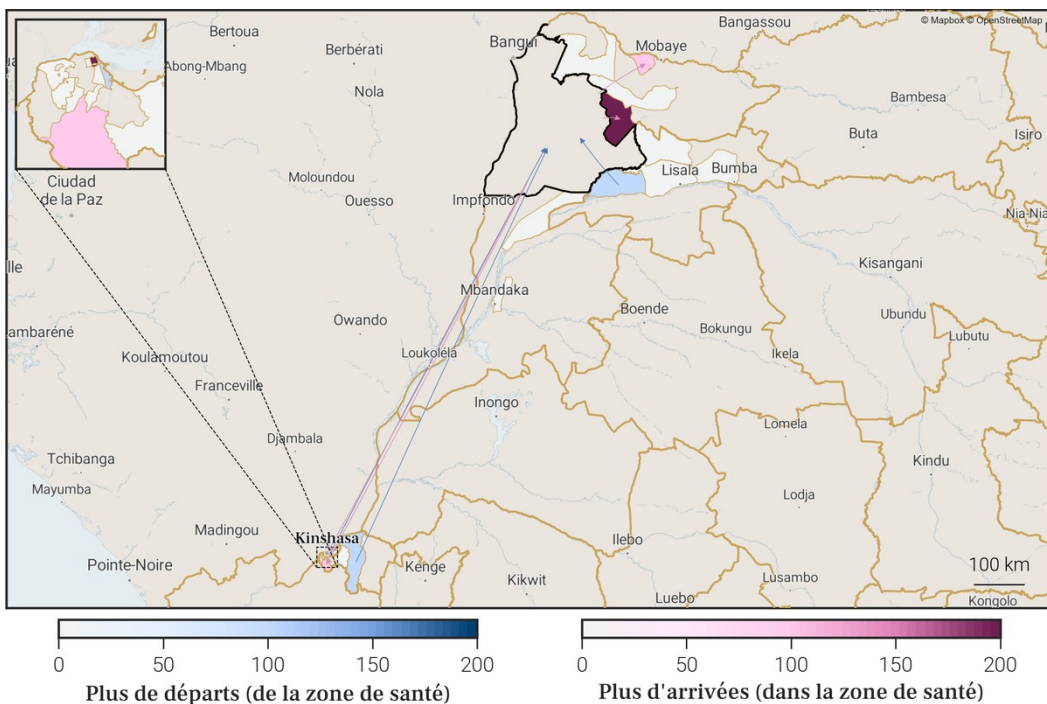 © Mapbox © OpenStreetMap
Bangassou
Bertoua
Bangui
Mobaye
Berbérati
Abong-Mbang
Nola
Bambesa
Buta
Isiro
Ciudad
de la Paz
Moloundou
Lisala
Bumba
Ouesso
Impfondo
Nia-Nia
lle
Kisangani
Mbandaka
Boende
Ubundu
Owando
Bokungu
ambaréné
Lubutu
Koulamoutou
Loukoléla
Ikela
Franceville
Inongo
Lomela
Djambala
Tchibanga
Kindu
Mayumba
Lodja
Madingou
Kinshasa
Ilebo
Pointe-Noire
Kenge
100 km
Kikwit
Lusambo
Luebo
Kongolo
0 50 100 150 200
Plus de départs (de la zone de santé)
0 50 100 150 200
Plus d'arrivées (dans la zone de santé)